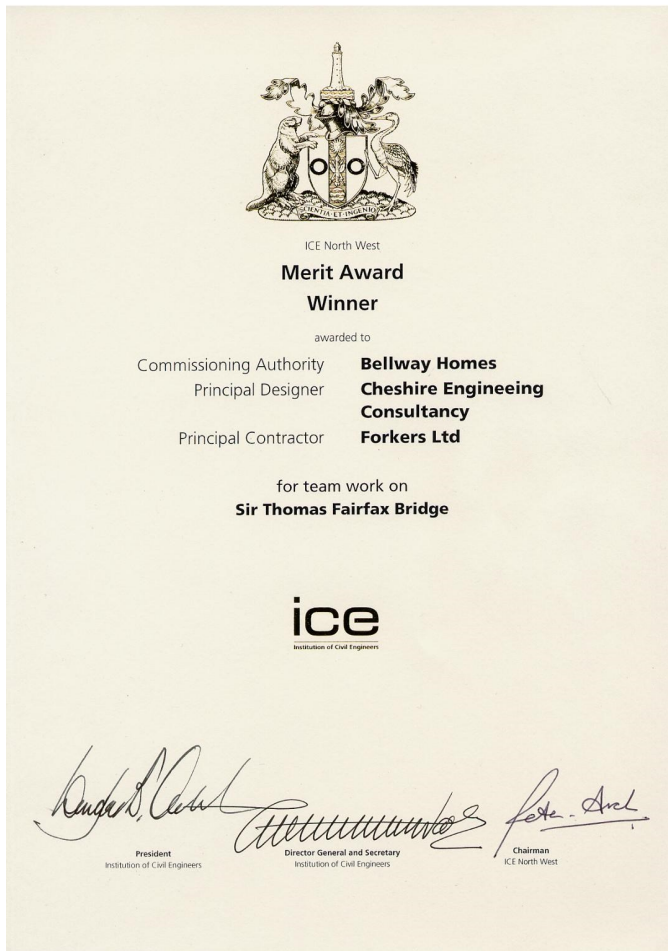 SCIENTIA·ET·INGENIO
ICE North West
Merit Award
Winner
awarded to
Commissioning Authority Bellway Homes
Principal Designer Cheshire Engineeing
Consultancy
Principal Contractor Forkers Ltd
for team work on
Sir Thomas Fairfax Bridge
ice
Institution of Civil Engineers
Peter Arch
President
Institution of Civil Engineers
Director General and Secretary
Institution of Civil Engineers
Chairman
ICE North West